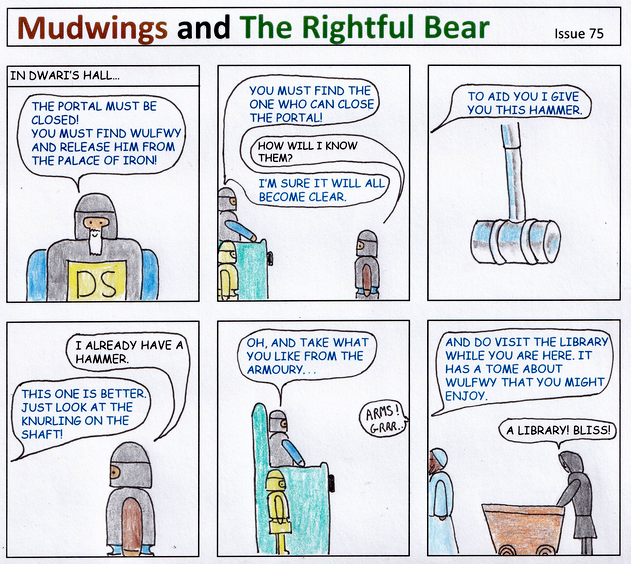 Mudwings and The Rightful Bear
Issue 75
IN DWARI'S HALL...
THE PORTAL MUST BE
CLOSED!
YOU MUST FIND WULFWY
AND RELEASE HIM FROM
THE PALACE OF IRON!
DS
YOU MUST FIND THE
ONE WHO CAN CLOSE
THE PORTAL!
HOW WILL I KNOW
THEM?
I'M SURE IT WILL ALL
BECOME CLEAR.
TO AID YOU I GIVE
YOU THIS HAMMER.
I ALREADY HAVE A
HAMMER.
THIS ONE IS BETTER.
JUST LOOK AT THE
KNURLING ON THE
SHAFT!
OH, AND TAKE WHAT
YOU LIKE FROM THE
ARMOURY...
ARMS!
GRRR..
AND DO VISIT THE LIBRARY
WHILE YOU ARE HERE. IT
HAS A TOME ABOUT
WULFWY THAT YOU MIGHT
ENJOY.
A LIBRARY! BLISS!